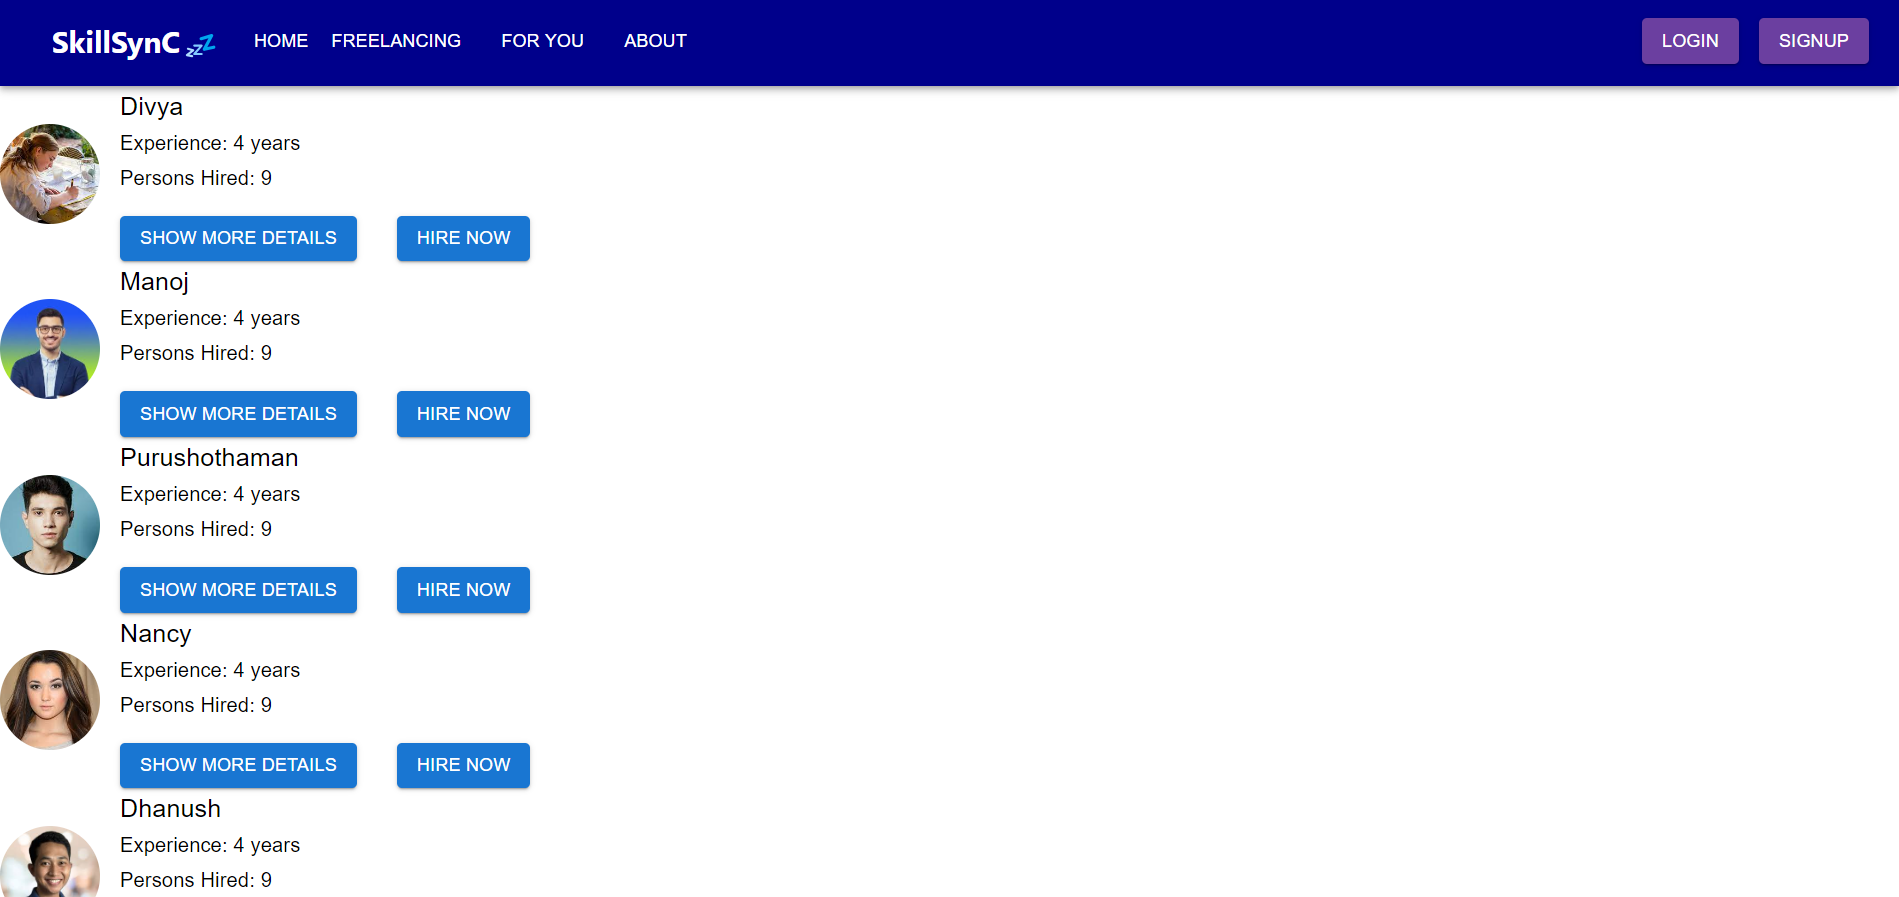 SkillSynC 💤 HOME FREELANCING FOR YOU ABOUT LOGIN SIGNUP
Divya
Experience: 4 years
Persons Hired: 9
SHOW MORE DETAILS HIRE NOW
Manoj
Experience: 4 years
Persons Hired: 9
SHOW MORE DETAILS HIRE NOW
Purushothaman
Experience: 4 years
Persons Hired: 9
SHOW MORE DETAILS HIRE NOW
Nancy
Experience: 4 years
Persons Hired: 9
SHOW MORE DETAILS HIRE NOW
Dhanush
Experience: 4 years
Persons Hired: 9